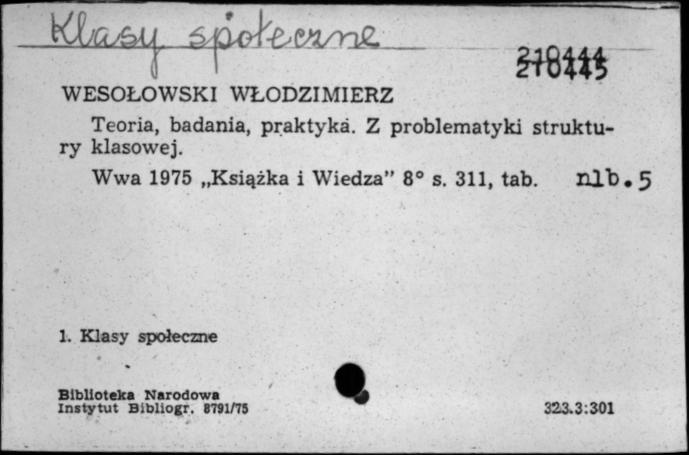 Klasy społeczne
210444
210445
WESOŁOWSKI WŁODZIMIERZ
Teoria, badania, praktyka. Z problematyki struktu-
ry klasowej.
Wwa 1975 „Książka i Wiedza” 8° s. 311, tab. nlb. 5
1. Klasy społeczne
Biblioteka Narodowa
Instytut Bibliogr. 8791/75
323.3:301